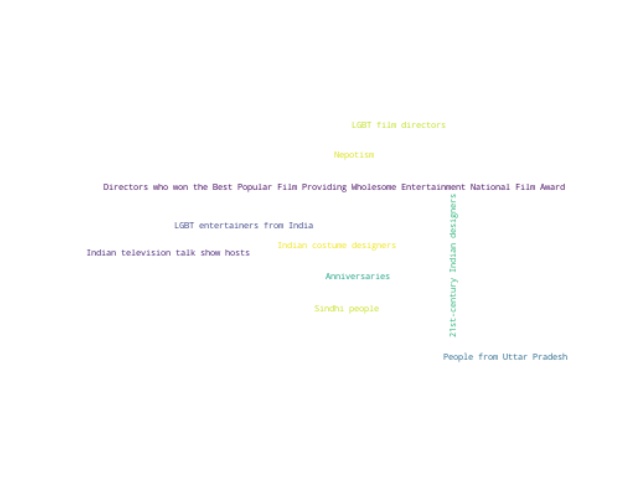 LGBT film directors
Nepotism
Directors who won the Best Popular Film Providing Wholesome Entertainment National Film Award
21st-century Indian designers
LGBT entertainers from India
Indian costume designers
Indian television talk show hosts
Anniversaries
Sindhi people
People from Uttar Pradesh